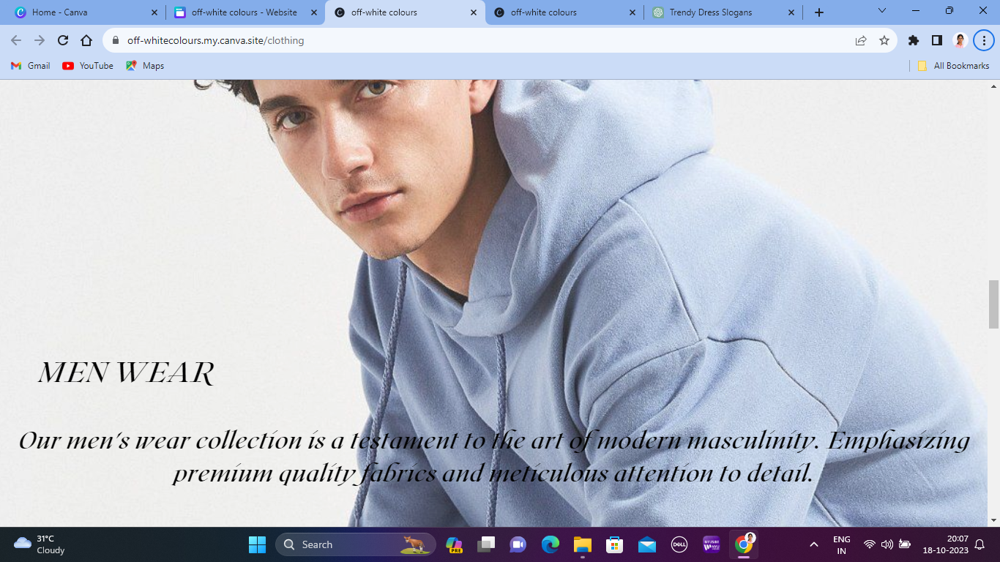 Home - Canva
off-white colours - Website
off-white colours
off-white colours
Trendy Dress Slogans
off-whitecolours.my.canva.site/clothing
Gmail
YouTube
Maps
All Bookmarks
MEN WEAR
Our men's wear collection is a testament to the art of modern masculinity. Emphasizing
premium quality fabrics and meticulous attention to detail.
31°C
Cloudy
Search
PRE
DELL
ENG
IN
20:07
18-10-2023